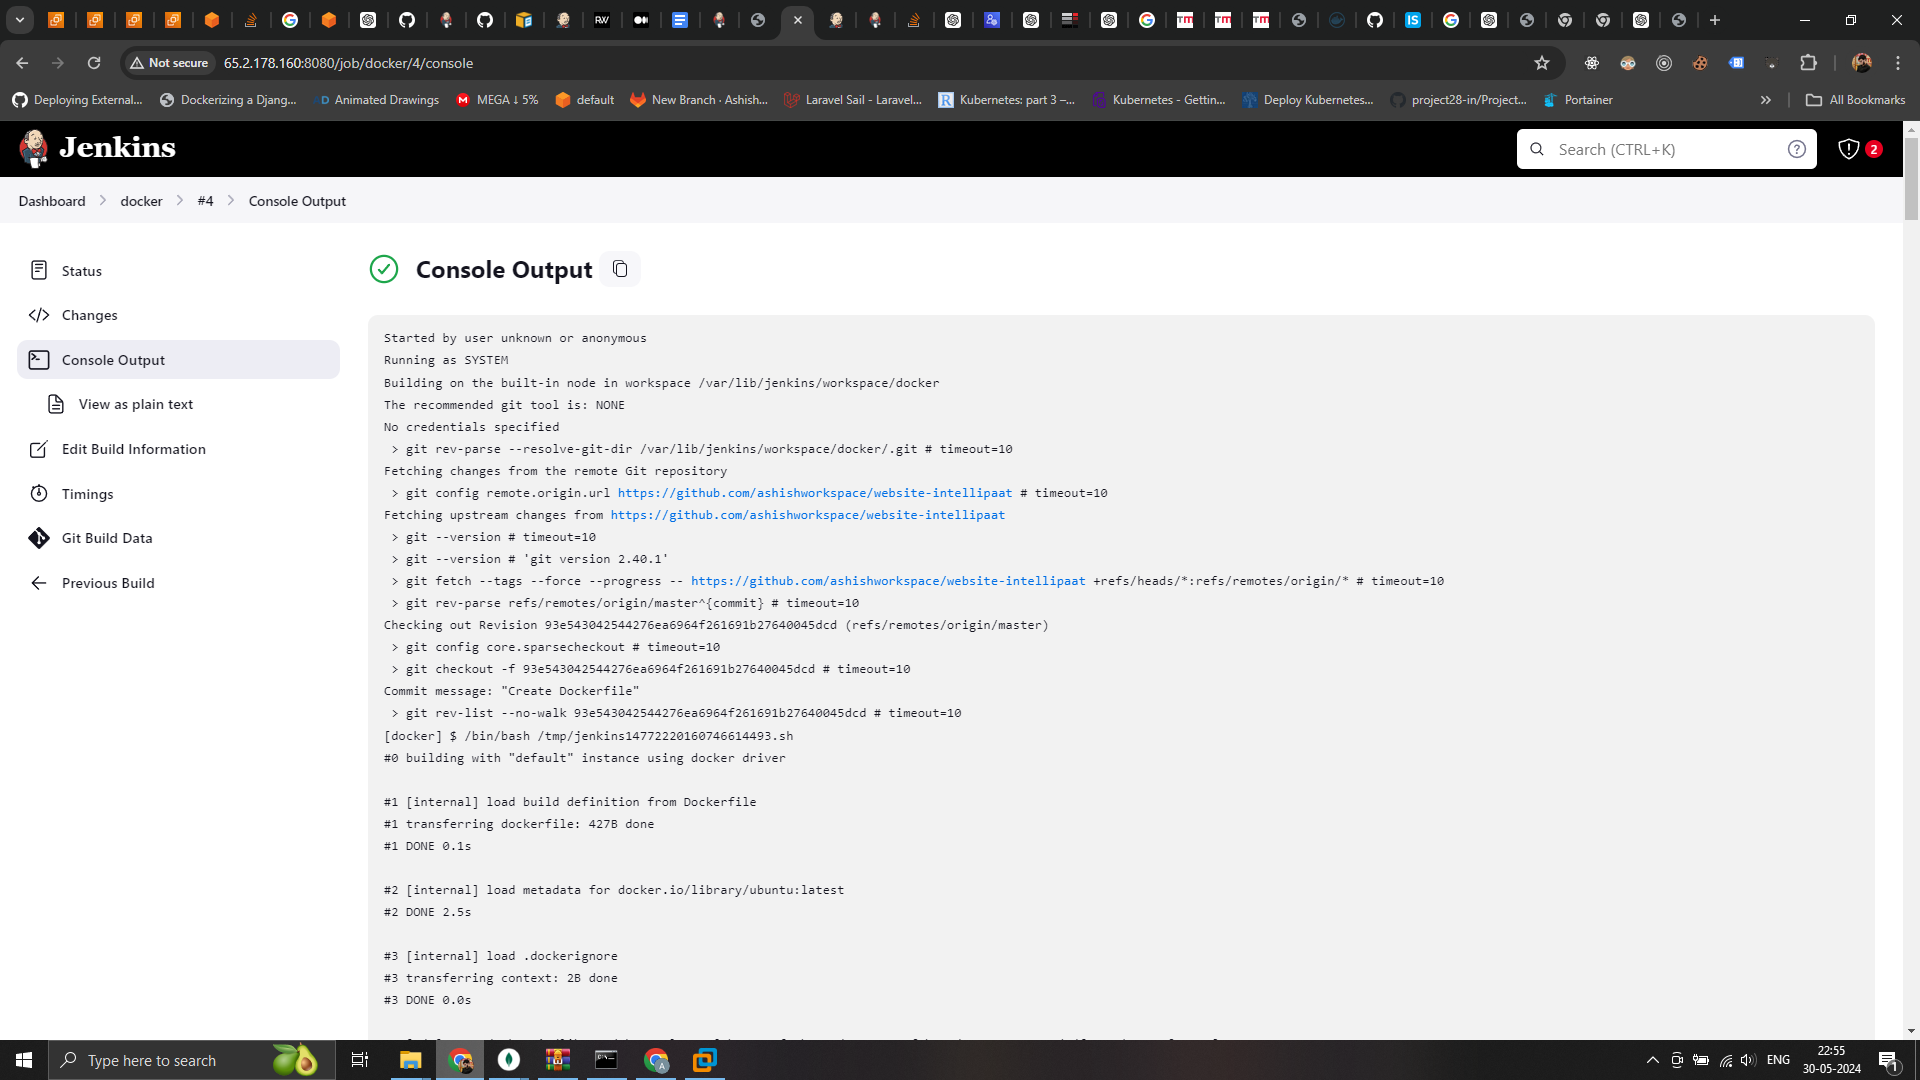 Not secure
65.2.178.160:8080/job/docker/4/console
Deploying External...
Dockerizing a Djang...
Animated Drawings
MEGA ↓ 5%
default
New Branch · Ashish...
Laravel Sail - Laravel...
Kubernetes: part 3 –...
Kubernetes - Gettin...
Deploy Kubernetes...
project28-in/Project...
Portainer
All Bookmarks
Jenkins
Search (CTRL+K)
2
Dashboard
docker
#4
Console Output
Status
Changes
Console Output
View as plain text
Edit Build Information
Timings
Git Build Data
Previous Build
Console Output
Started by user unknown or anonymous
Running as SYSTEM
Building on the built-in node in workspace /var/lib/jenkins/workspace/docker
The recommended git tool is: NONE
No credentials specified
> git rev-parse --resolve-git-dir /var/lib/jenkins/workspace/docker/.git # timeout=10
Fetching changes from the remote Git repository
> git config remote.origin.url https://github.com/ashishworkspace/website-intellipaat # timeout=10
Fetching upstream changes from https://github.com/ashishworkspace/website-intellipaat
> git --version # timeout=10
> git --version # 'git version 2.40.1'
> git fetch --tags --force --progress -- https://github.com/ashishworkspace/website-intellipaat +refs/heads/*:refs/remotes/origin/* # timeout=10
> git rev-parse refs/remotes/origin/master^{commit} # timeout=10
Checking out Revision 93e543042544276ea6964f261691b27640045dcd (refs/remotes/origin/master)
> git config core.sparsecheckout # timeout=10
> git checkout -f 93e543042544276ea6964f261691b27640045dcd # timeout=10
Commit message: "Create Dockerfile"
> git rev-list --no-walk 93e543042544276ea6964f261691b27640045dcd # timeout=10
[docker] $ /bin/bash /tmp/jenkins14772220160746614493.sh
#0 building with "default" instance using docker driver
#1 [internal] load build definition from Dockerfile
#1 transferring dockerfile: 427B done
#1 DONE 0.1s
#2 [internal] load metadata for docker.io/library/ubuntu:latest
#2 DONE 2.5s
#3 [internal] load .dockerignore
#3 transferring context: 2B done
#3 DONE 0.0s
Type here to search
ENG
22:55
30-05-2024
1